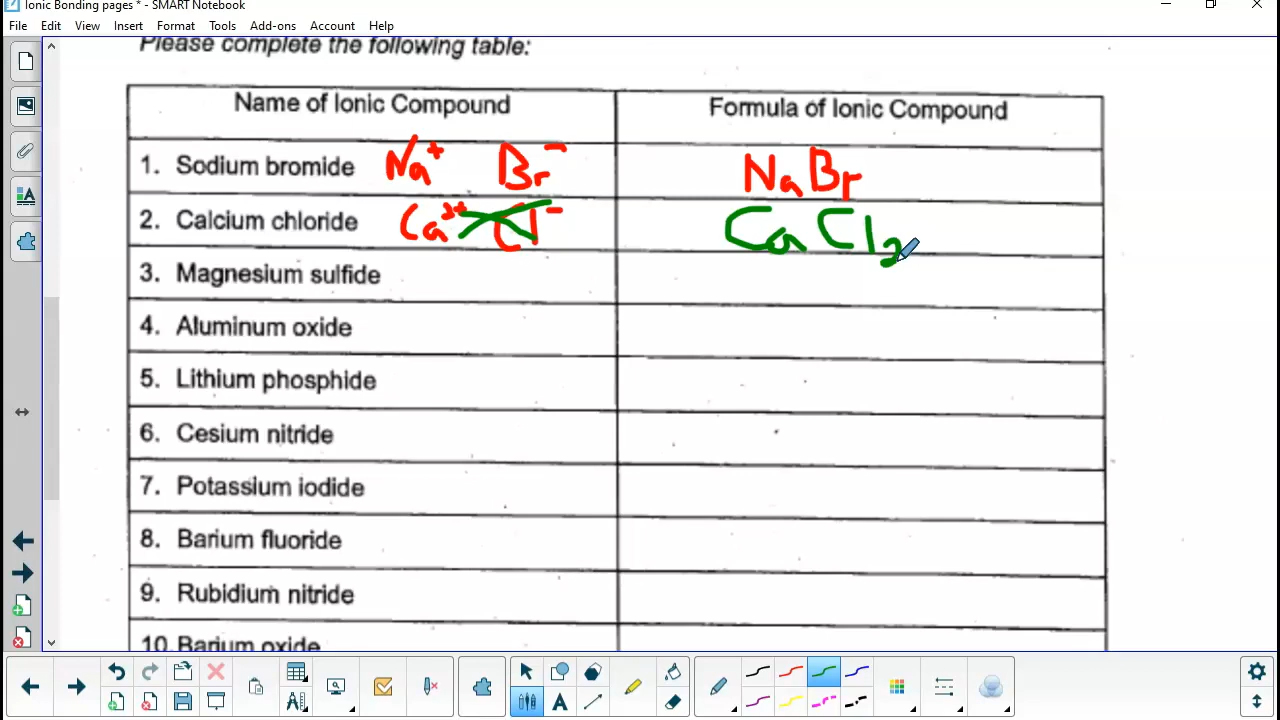 Ionic Bonding pages * - SMART Notebook
File Edit View Insert Format Tools Add-ons Account Help
Please complete the following table:
Name of Ionic Compound Formula of Ionic Compound
1. Sodium bromide Na+ Br− NaBr
2. Calcium chloride Ca2+ Cl− CaCl2
3. Magnesium sulfide
4. Aluminum oxide
5. Lithium phosphide
6. Cesium nitride
7. Potassium iodide
8. Barium fluoride
9. Rubidium nitride
10. Barium oxide